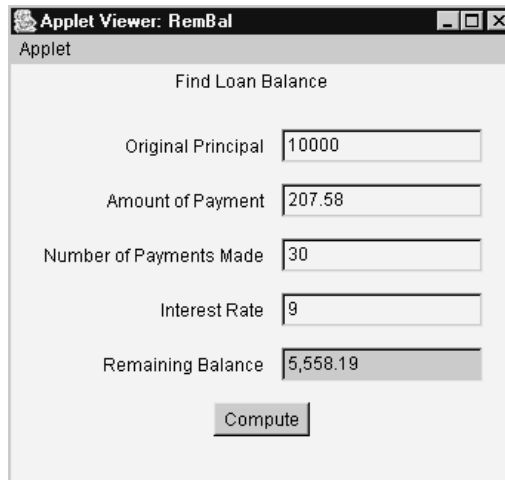 Applet Viewer: RemBal
Applet
Find Loan Balance
Original Principal 10000
Amount of Payment 207.58
Number of Payments Made 30
Interest Rate 9
Remaining Balance 5,558.19
Compute